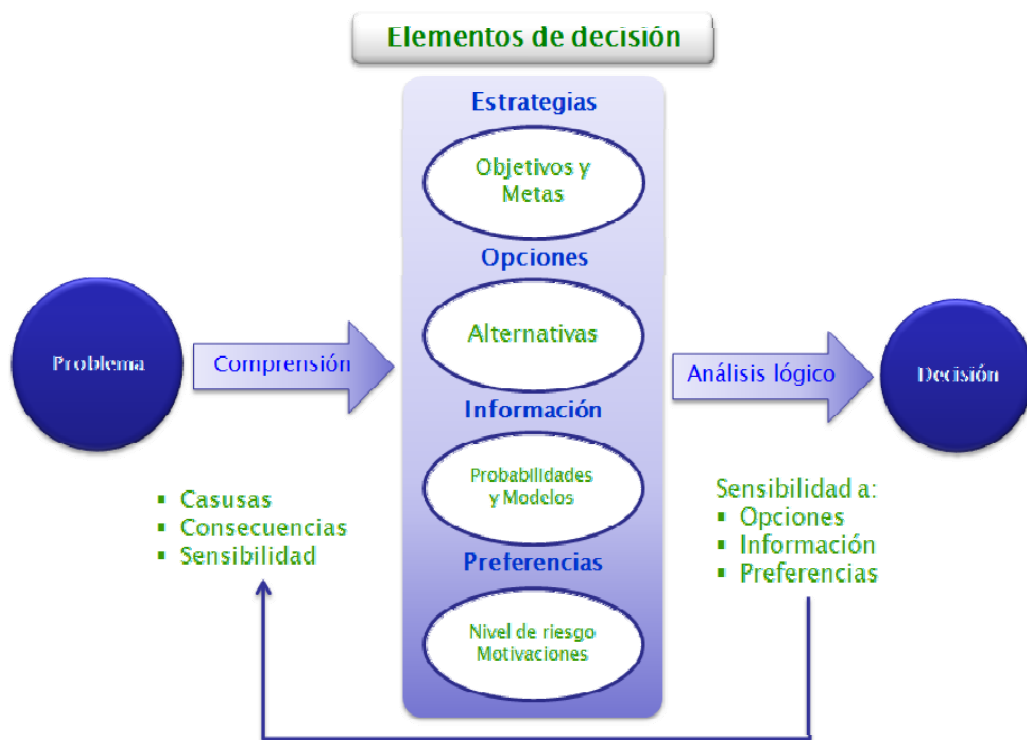 Elementos de decisión
Estrategias
Objetivos y
Metas
Opciones
Alternativas
Información
Probabilidades
y Modelos
Preferencias
Nivel de riesgo
Motivaciones
Problema
Comprensión
▪ Casusas
▪ Consecuencias
▪ Sensibilidad
Análisis lógico
Decisión
Sensibilidad a:
▪ Opciones
▪ Información
▪ Preferencias